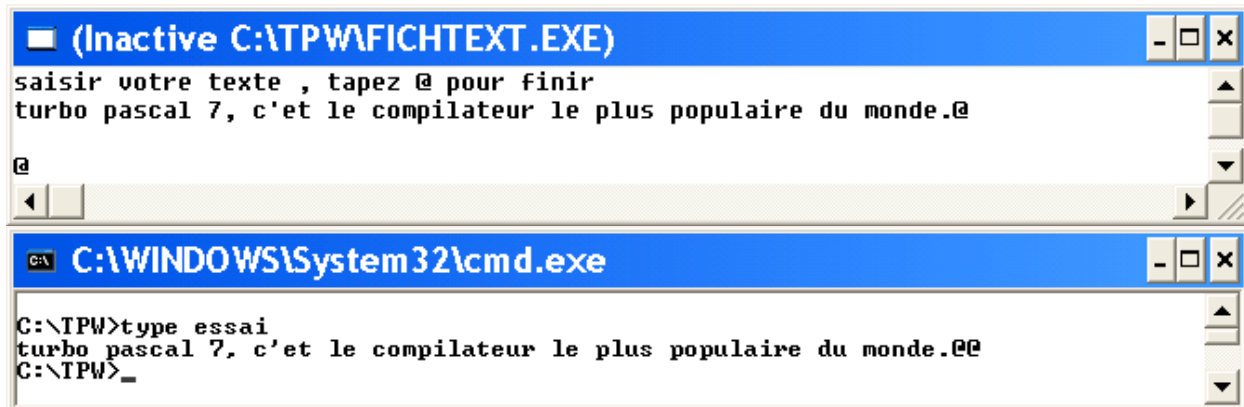 (Inactive C:\TPW\FICHTEXT.EXE)
saisir votre texte , tapez @ pour finir
turbo pascal 7, c'et le compilateur le plus populaire du monde.@
@
C:\WINDOWS\System32\cmd.exe
C:\TPW>type essai
turbo pascal 7, c'et le compilateur le plus populaire du monde.@@
C:\TPW>_